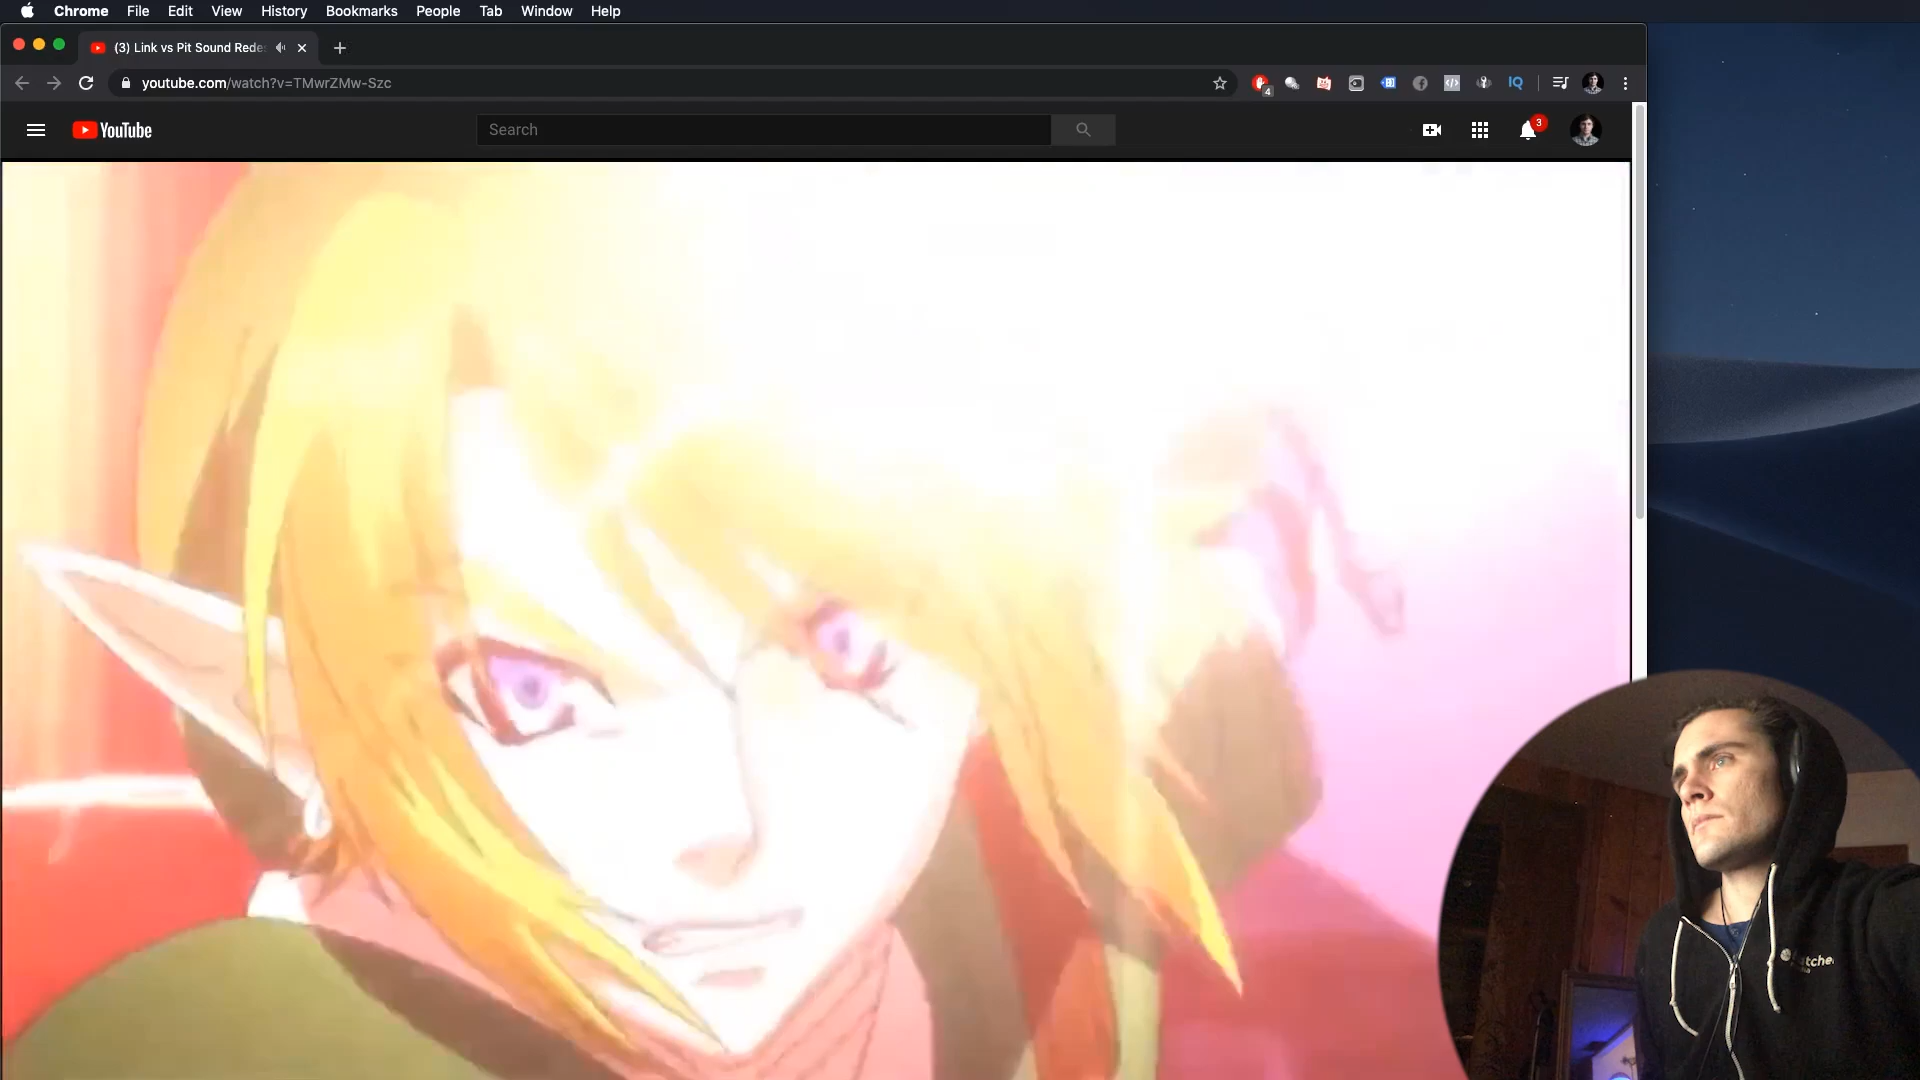 Chrome File Edit View History Bookmarks People Tab Window Help
(3) Link vs Pit Sound Rede
youtube.com/watch?v=TMwrZMw-Szc
4
IQ
YouTube
Search
3